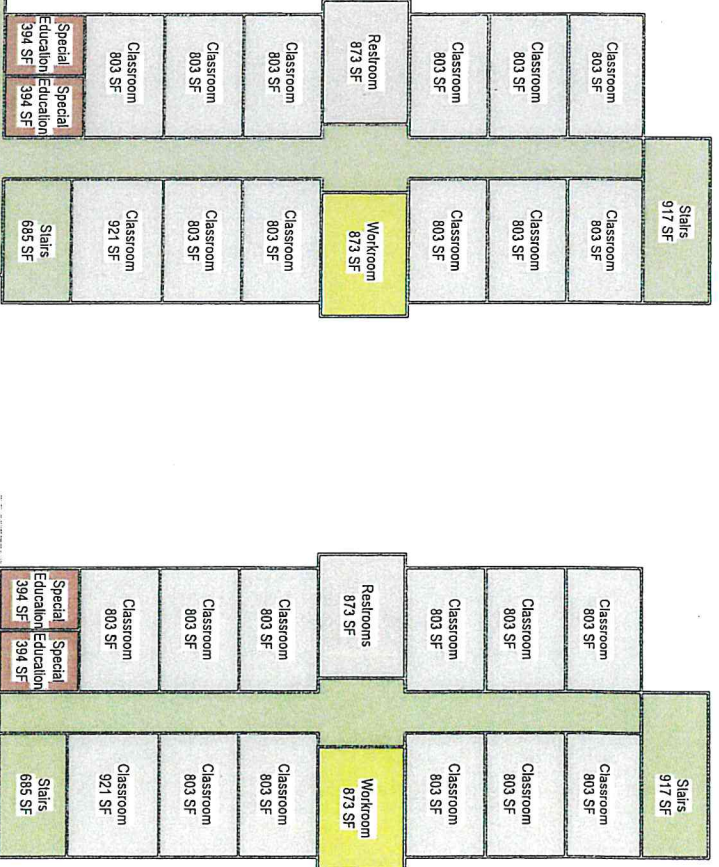 Special
Education
394 SF
Special
Education
394 SF
Classroom
803 SF
Classroom
803 SF
Classroom
803 SF
Restroom
873 SF
Classroom
803 SF
Classroom
803 SF
Classroom
803 SF
Stairs
917 SF
Stairs
685 SF
Classroom
921 SF
Classroom
803 SF
Classroom
803 SF
Workroom
873 SF
Classroom
803 SF
Classroom
803 SF
Classroom
803 SF
Special
Education
394 SF
Special
Education
394 SF
Classroom
803 SF
Classroom
803 SF
Classroom
803 SF
Restrooms
873 SF
Classroom
803 SF
Classroom
803 SF
Classroom
803 SF
Stairs
917 SF
Stairs
685 SF
Classroom
921 SF
Classroom
803 SF
Classroom
803 SF
Workroom
873 SF
Classroom
803 SF
Classroom
803 SF
Classroom
803 SF